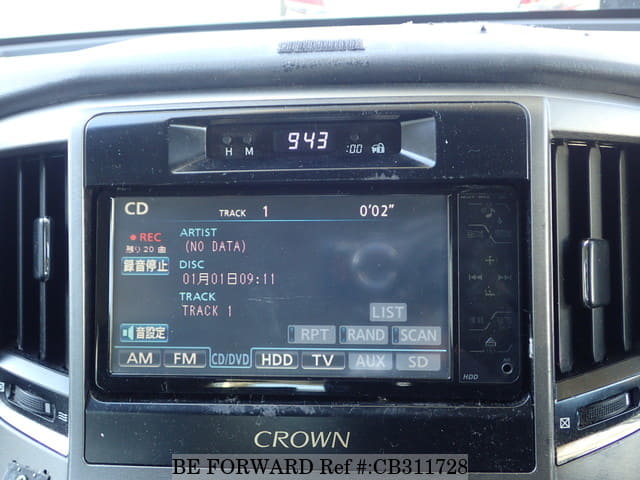 943
H M :00
CD TRACK 1 0'02"
● REC
残り 20 曲
録音停止
ARTIST
(NO DATA)
DISC
01月01日09:11
TRACK
TRACK 1
LIST
音設定
RPT RAND SCAN
AM FM CD/DVD HDD TV AUX SD
HDD
CROWN
BE FORWARD Ref #:CB311728